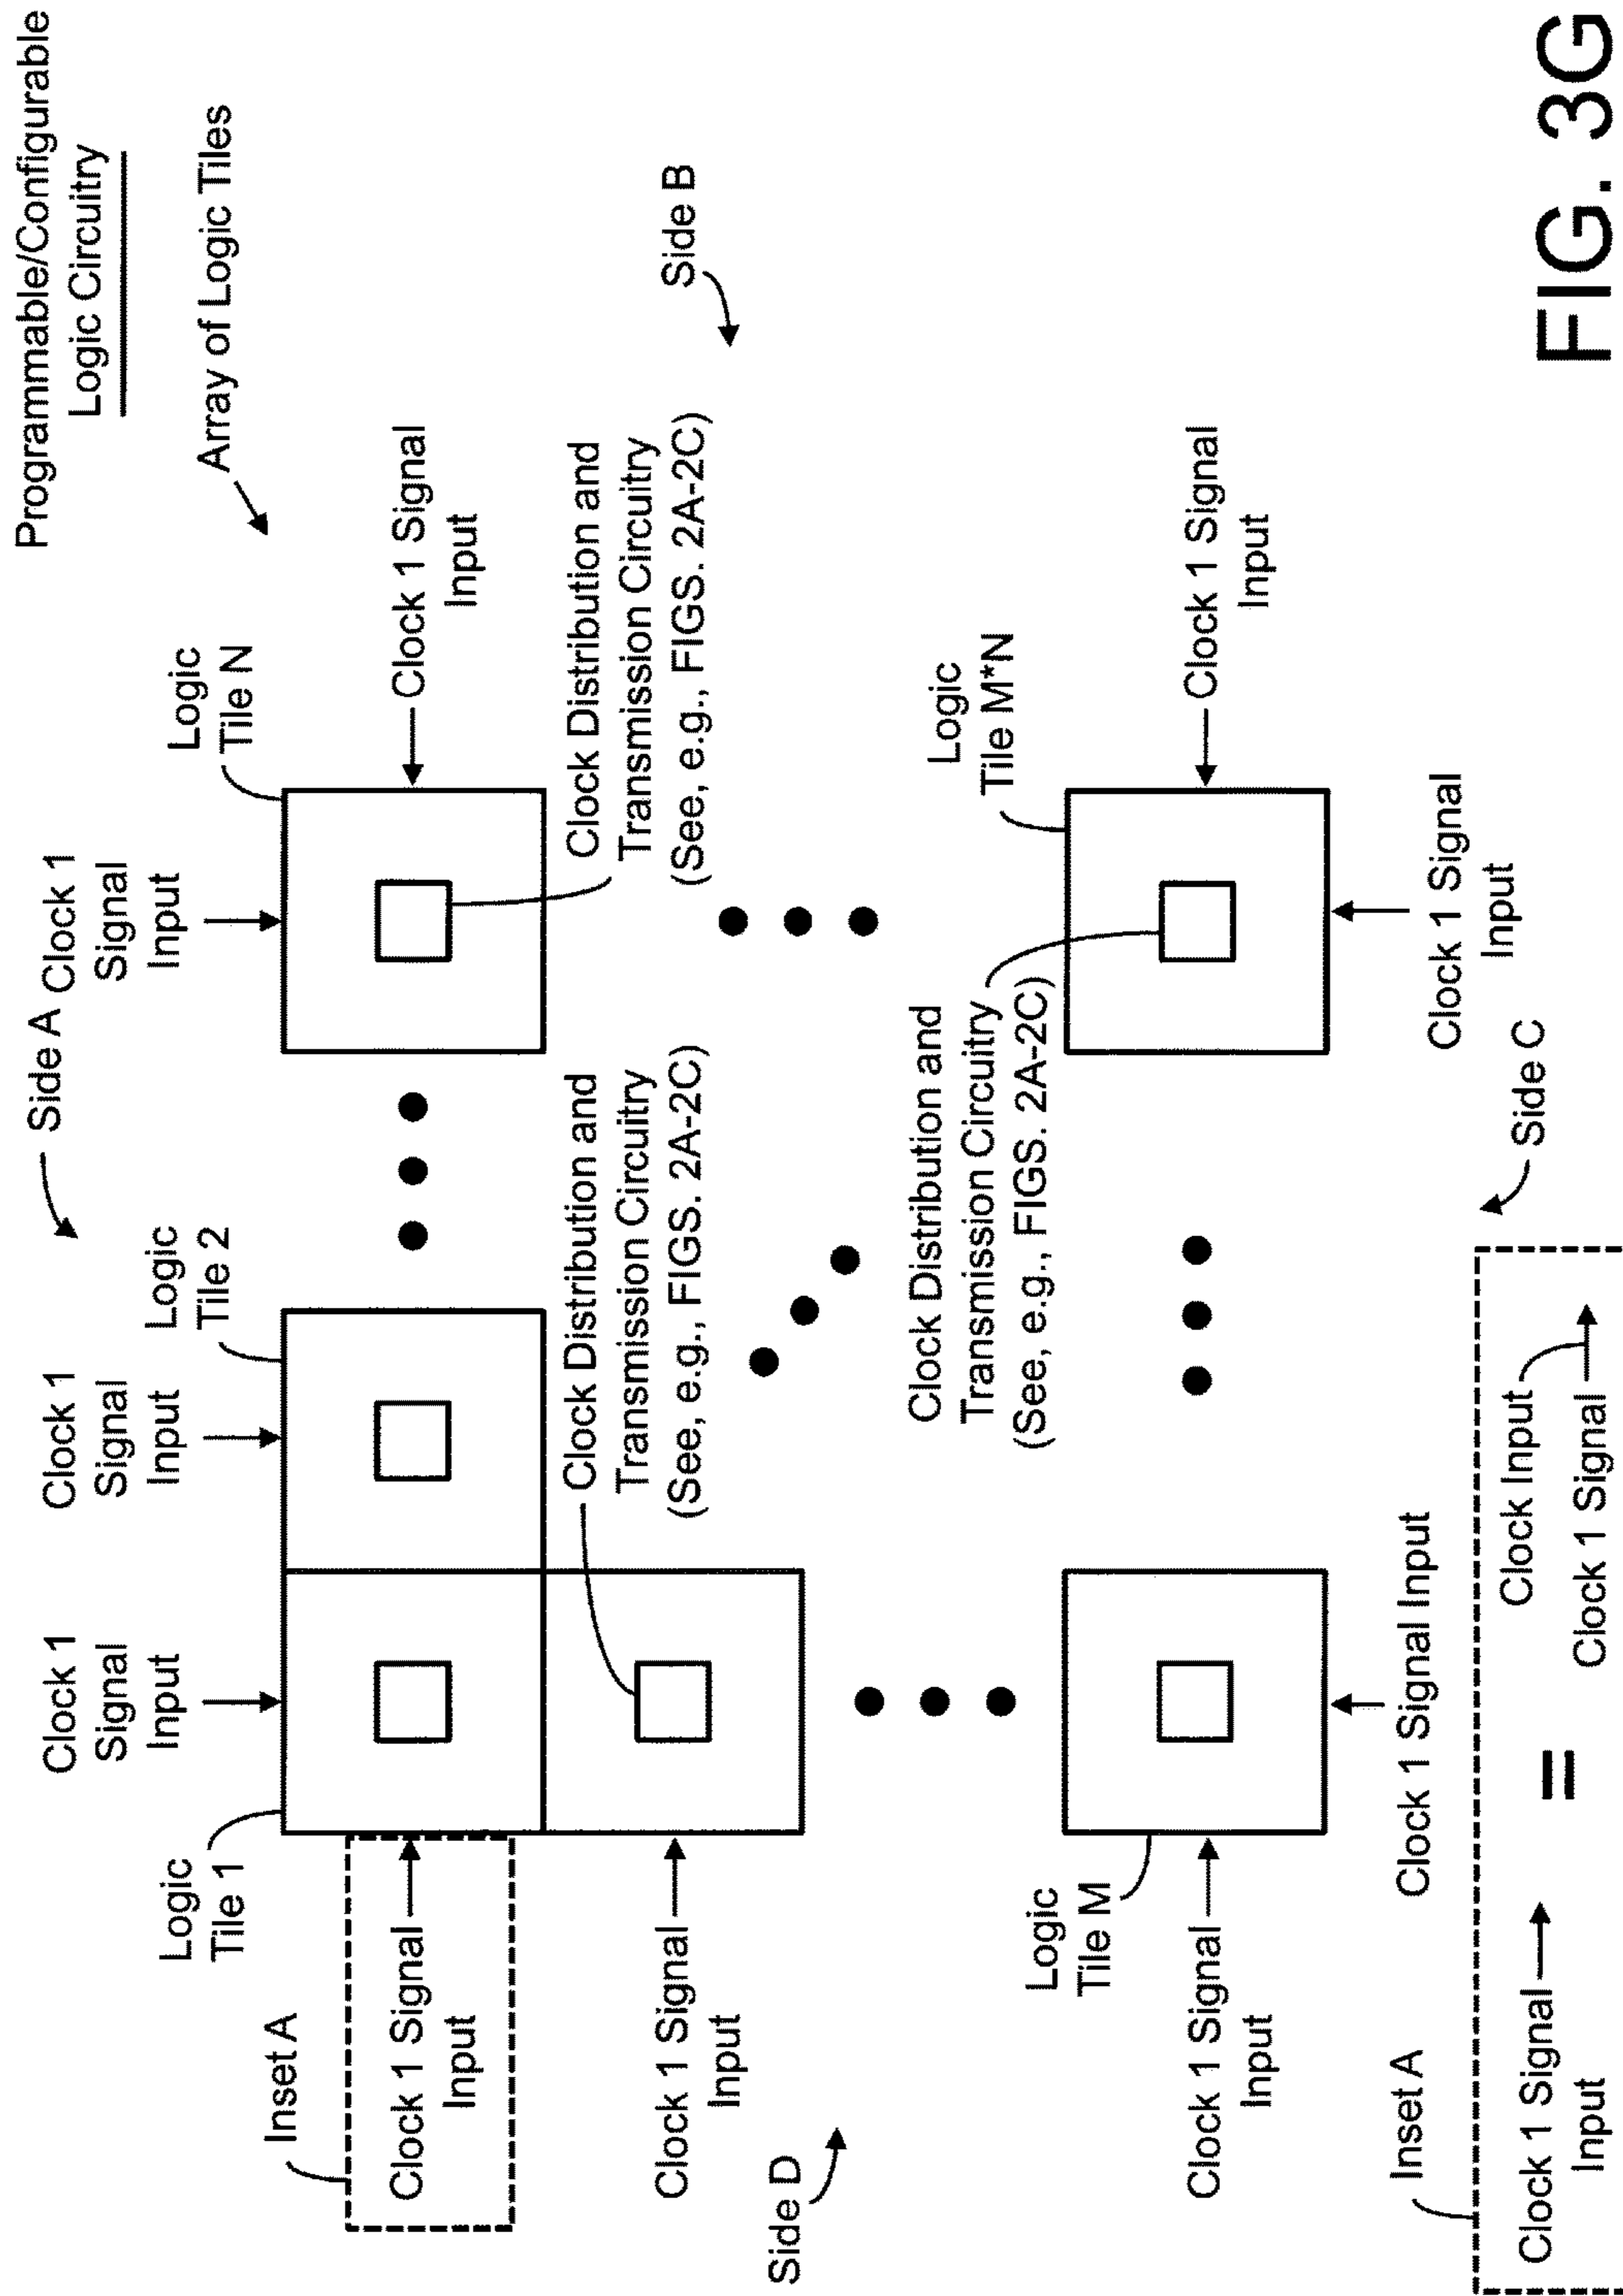 Programmable/Configurable
Logic Circuitry
Array of Logic Tiles
Side A
Clock 1
Signal
Input
Clock 1
Signal
Input
Clock 1
Signal
Input
Logic
Tile 1
Logic
Tile 2
Logic
Tile N
Inset A
Clock 1 Signal
Input
Clock 1 Signal
Input
Clock Distribution and
Transmission Circuitry
(See, e.g., FIGS. 2A-2C)
Clock Distribution and
Transmission Circuitry
(See, e.g., FIGS. 2A-2C)
Clock 1 Signal
Input
Side B
Side D
Clock Distribution and
Transmission Circuitry
(See, e.g., FIGS. 2A-2C)
Logic
Tile M
Logic
Tile M*N
Clock 1 Signal
Input
Clock 1 Signal
Input
Clock 1 Signal Input
Clock 1 Signal
Input
Side C
Inset A
Clock 1 Signal
Input
=
Clock Input
Clock 1 Signal
FIG. 3G